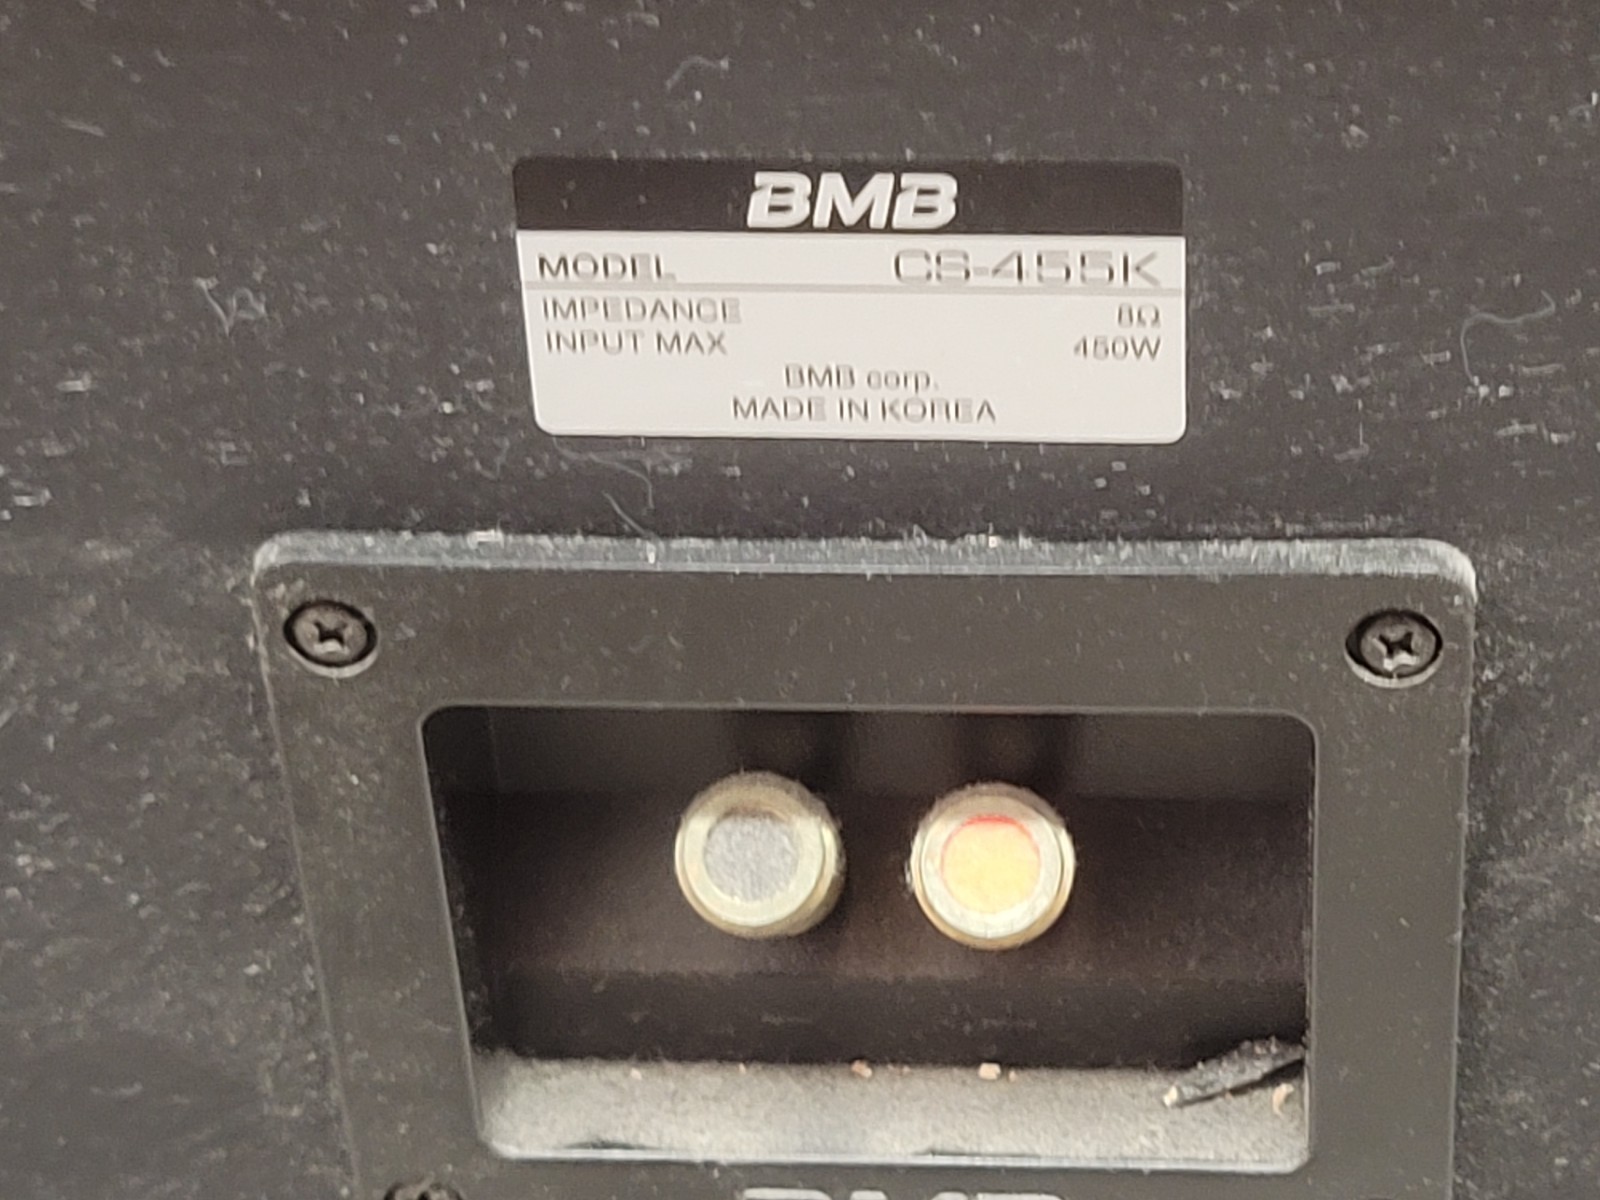 BMB
MODEL CS-455K
IMPEDANCE 8Ω
INPUT MAX 450W
BMB corp.
MADE IN KOREA